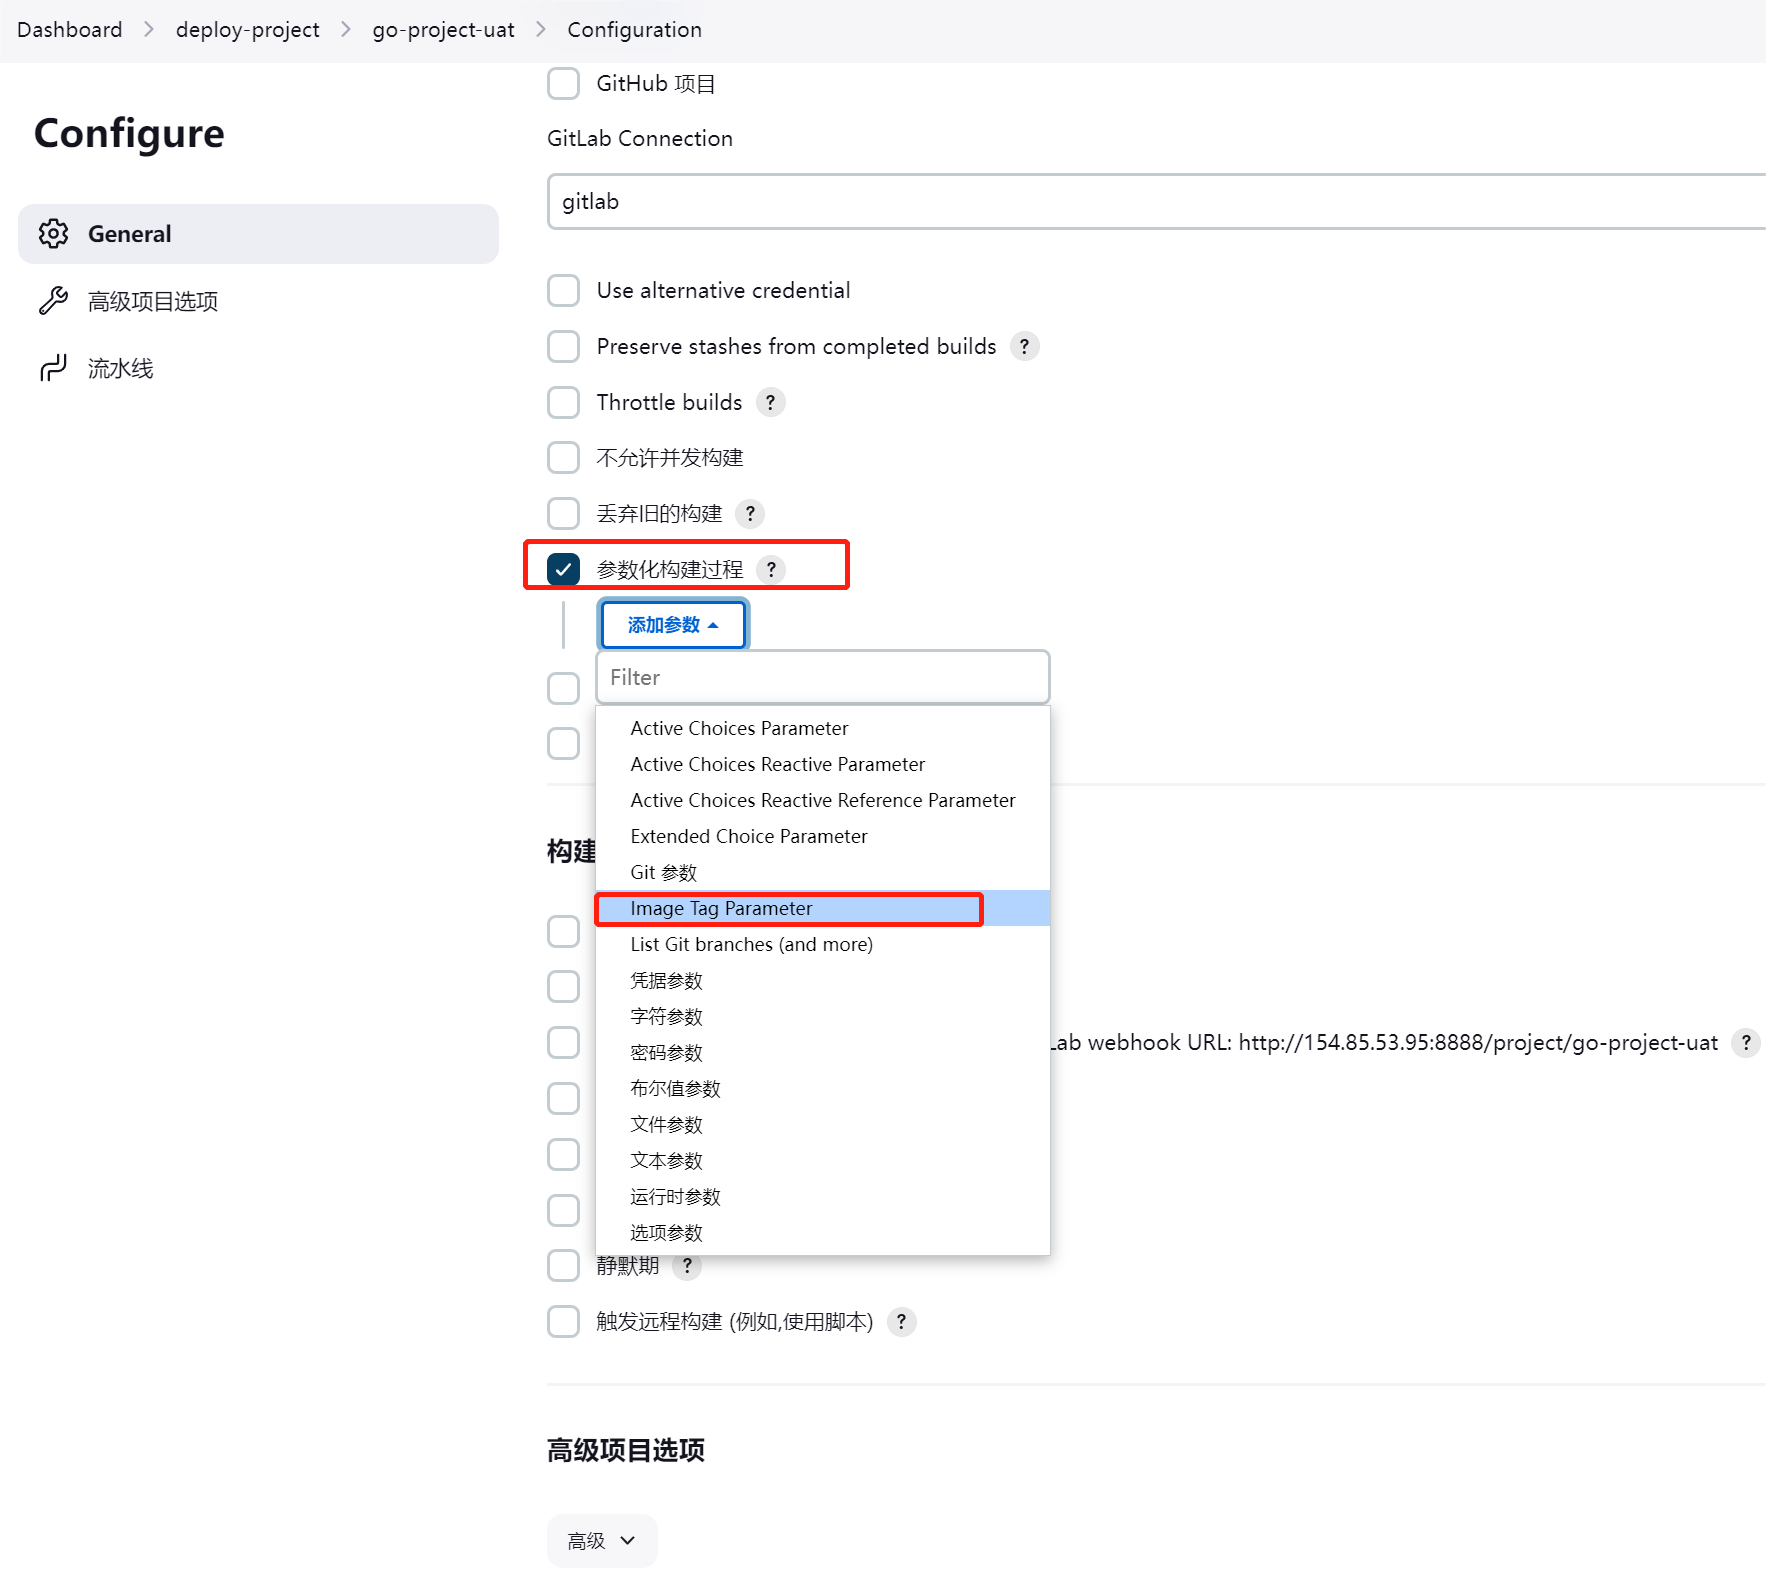 Dashboard > deploy-project > go-project-uat > Configuration
Configure
General
高级项目选项
流水线
GitHub 项目
GitLab Connection
gitlab
Use alternative credential
Preserve stashes from completed builds ?
Throttle builds ?
不允许并发构建
丢弃旧的构建 ?
参数化构建过程 ?
添加参数
Filter
Active Choices Parameter
Active Choices Reactive Parameter
Active Choices Reactive Reference Parameter
Extended Choice Parameter
Git 参数
Image Tag Parameter
List Git branches (and more)
凭据参数
字符参数
密码参数
布尔值参数
文件参数
文本参数
运行时参数
选项参数
构建
Lab webhook URL: http://154.85.53.95:8888/project/go-project-uat ?
静默期 ?
触发远程构建 (例如,使用脚本) ?
高级项目选项
高级